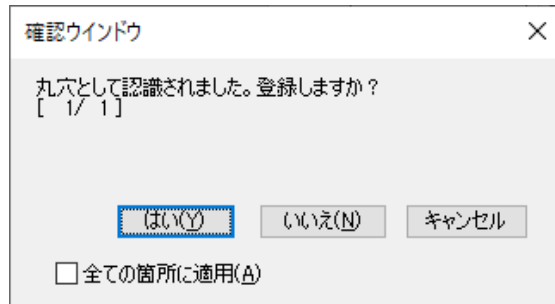 確認ウインドウ
丸穴として認識されました。登録しますか？
[ 1/ 1 ]
はい(Y) いいえ(N) キャンセル
全ての箇所に適用(A)